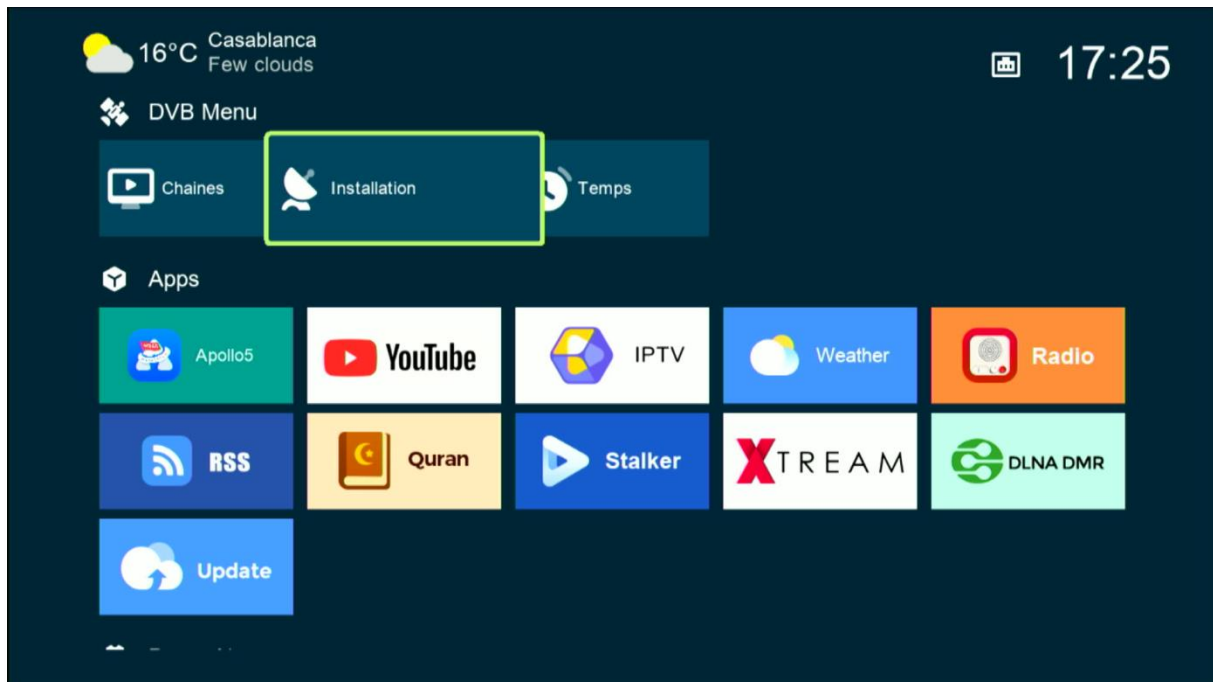 16°C Casablanca
Few clouds
17:25
DVB Menu
Chaines Installation Temps
Apps
Apollo5 YouTube IPTV Weather Radio
RSS Quran Stalker XTREAM DLNA DMR
Update